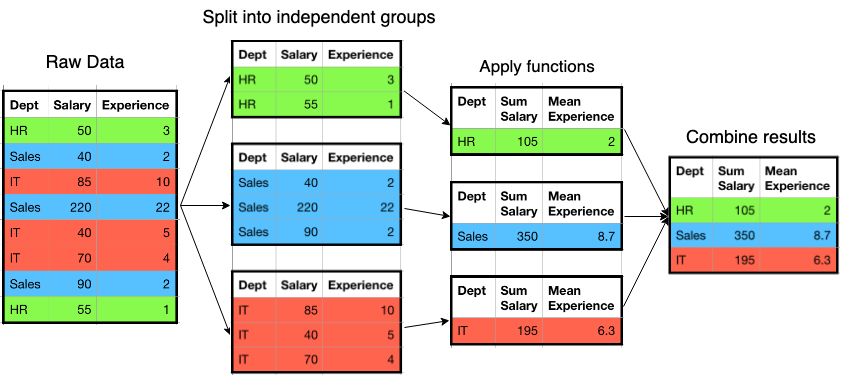 Split into independent groups
Raw Data
Dept Salary Experience
HR 50 3
Sales 40 2
IT 85 10
Sales 220 22
IT 40 5
IT 70 4
Sales 90 2
HR 55 1
Dept Salary Experience
HR 50 3
HR 55 1
Dept Salary Experience
Sales 40 2
Sales 220 22
Sales 90 2
Dept Salary Experience
IT 85 10
IT 40 5
IT 70 4
Apply functions
Dept Sum Mean
Salary Experience
HR 105 2
Dept Sum Mean
Salary Experience
Sales 350 8.7
Dept Sum Mean
Salary Experience
IT 195 6.3
Combine results
Dept Sum Mean
Salary Experience
HR 105 2
Sales 350 8.7
IT 195 6.3